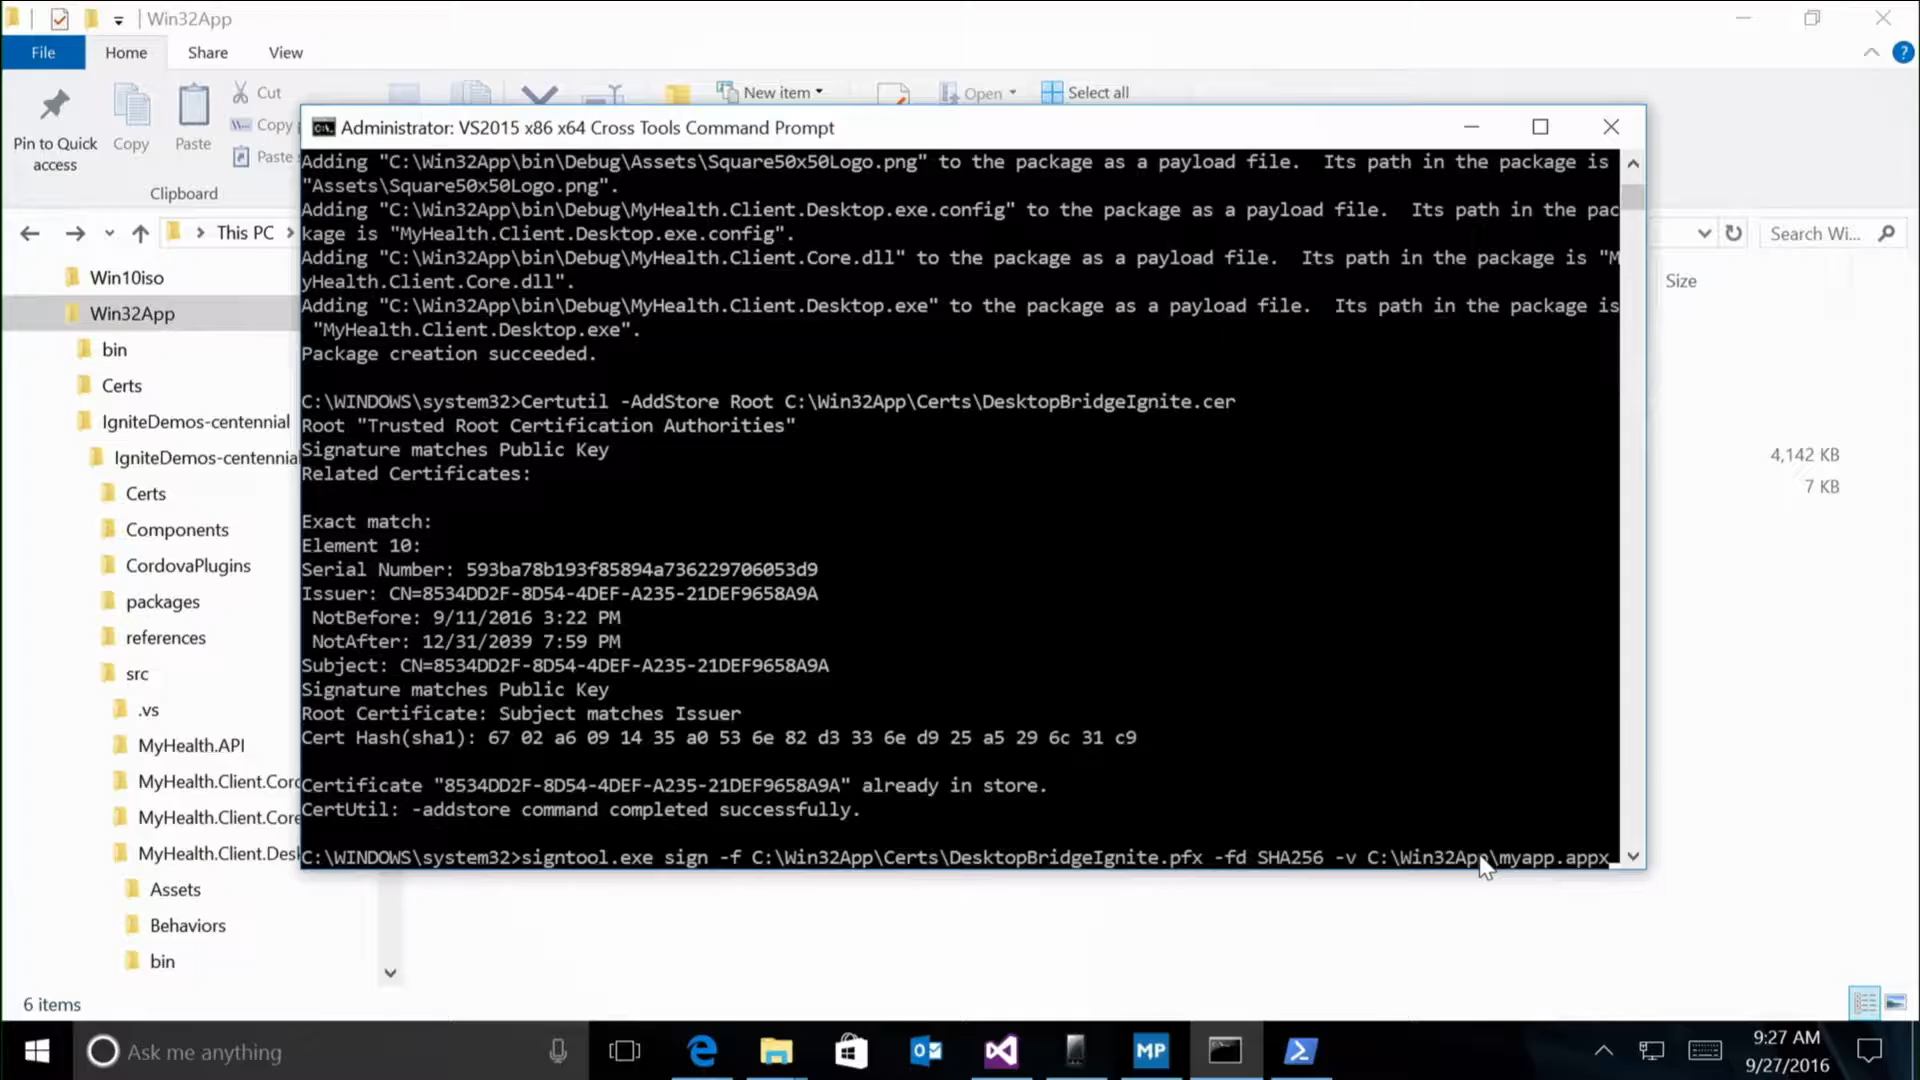 Win32App
File
Home
Share
View
Pin to Quick access
Copy
Paste
Cut
Copy
Paste
New item
Open
Select all
Clipboard
This PC
Search Wi...
Size
4,142 KB
7 KB
Win10iso
Win32App
bin
Certs
IgniteDemos-centennial
IgniteDemos-centennia
Certs
Components
CordovaPlugins
packages
references
src
.vs
MyHealth.API
MyHealth.Client.Cor
MyHealth.Client.Core
MyHealth.Client.Des
Assets
Behaviors
bin
6 items
Administrator: VS2015 x86 x64 Cross Tools Command Prompt
Adding "C:\Win32App\bin\Debug\Assets\Square50x50Logo.png" to the package as a payload file.  Its path in the package is
"Assets\Square50x50Logo.png".
Adding "C:\Win32App\bin\Debug\MyHealth.Client.Desktop.exe.config" to the package as a payload file.  Its path in the pac
kage is "MyHealth.Client.Desktop.exe.config".
Adding "C:\Win32App\bin\Debug\MyHealth.Client.Core.dll" to the package as a payload file.  Its path in the package is "M
yHealth.Client.Core.dll".
Adding "C:\Win32App\bin\Debug\MyHealth.Client.Desktop.exe" to the package as a payload file.  Its path in the package is
"MyHealth.Client.Desktop.exe".
Package creation succeeded.
C:\WINDOWS\system32>Certutil -AddStore Root C:\Win32App\Certs\DesktopBridgeIgnite.cer
Root "Trusted Root Certification Authorities"
Signature matches Public Key
Related Certificates:
Exact match:
Element 10:
Serial Number: 593ba78b193f85894a736229706053d9
Issuer: CN=8534DD2F-8D54-4DEF-A235-21DEF9658A9A
NotBefore: 9/11/2016 3:22 PM
NotAfter: 12/31/2039 7:59 PM
Subject: CN=8534DD2F-8D54-4DEF-A235-21DEF9658A9A
Signature matches Public Key
Root Certificate: Subject matches Issuer
Cert Hash(sha1): 67 02 a6 09 14 35 a0 53 6e 82 d3 33 6e d9 25 a5 29 6c 31 c9
Certificate "8534DD2F-8D54-4DEF-A235-21DEF9658A9A" already in store.
CertUtil: -addstore command completed successfully.
C:\WINDOWS\system32>signtool.exe sign -f C:\Win32App\Certs\DesktopBridgeIgnite.pfx -fd SHA256 -v C:\Win32App\myapp.appx
Ask me anything
MP
9:27 AM
9/27/2016